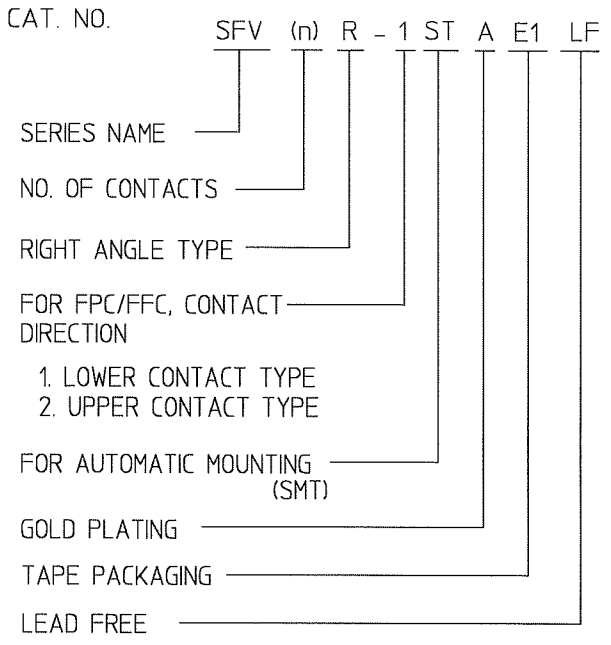 CAT. NO.
SFV (n) R - 1 ST A E1 LF
SERIES NAME
NO. OF CONTACTS
RIGHT ANGLE TYPE
FOR FPC/FFC, CONTACT
DIRECTION
1. LOWER CONTACT TYPE
2. UPPER CONTACT TYPE
FOR AUTOMATIC MOUNTING
(SMT)
GOLD PLATING
TAPE PACKAGING
LEAD FREE